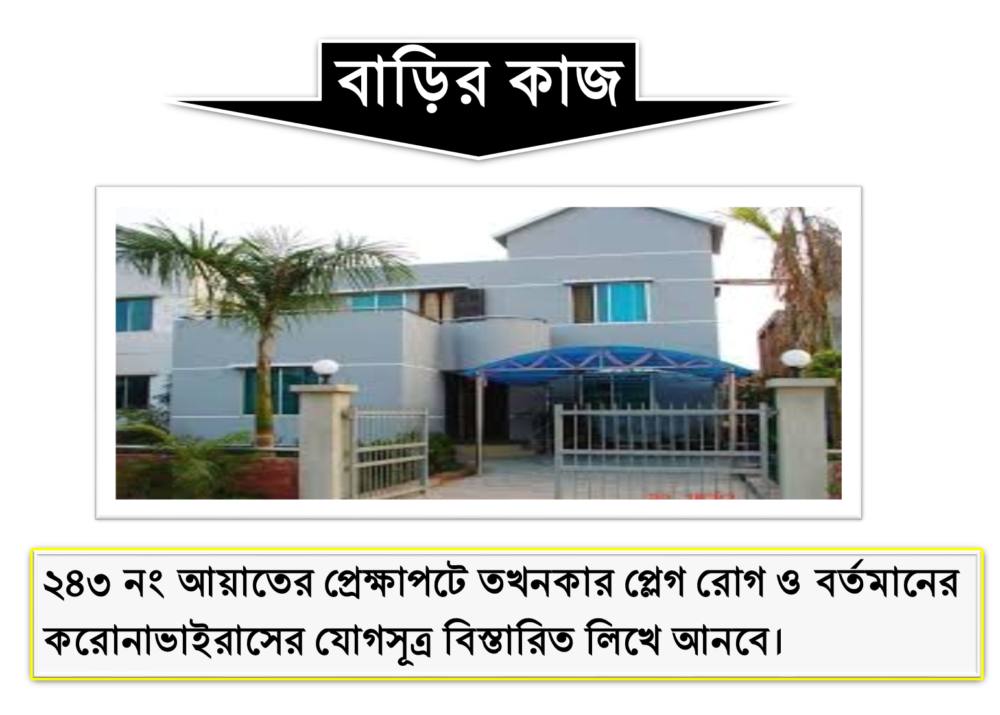 বাড়ির কাজ
২৪৩ নং আয়াতের প্রেক্ষাপটে তখনকার প্লেগ রোগ ও বর্তমানের
করোনাভাইরাসের যোগসূত্র বিস্তারিত লিখে আনবে।